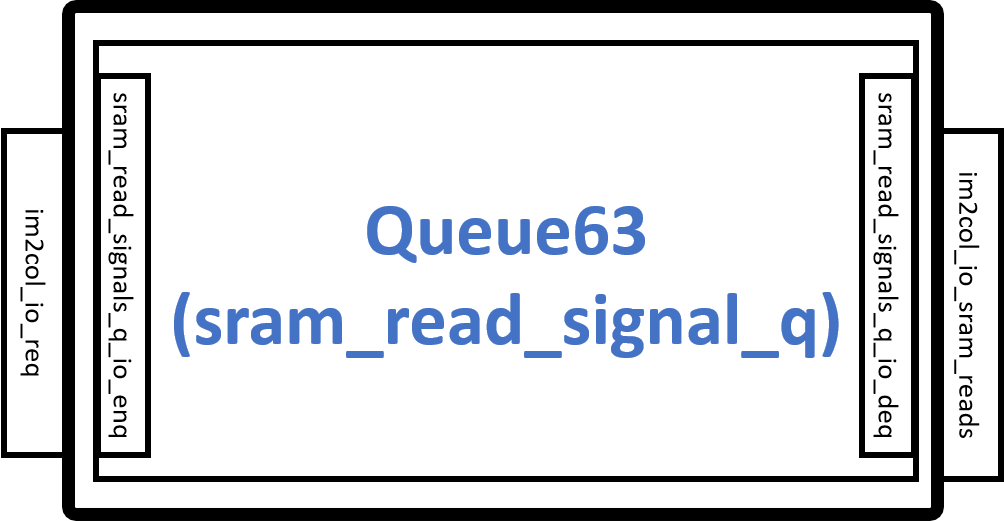 im2col_io_req
sram_read_signals_q_io_enq
Queue63
(sram_read_signal_q)
sram_read_signals_q_io_deq
im2col_io_sram_reads